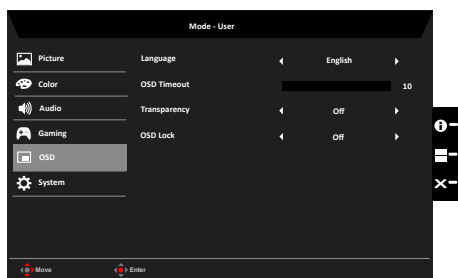 Mode - User
Picture
Language
English
Color
OSD Timeout
10
Audio
Transparency
Off
Gaming
OSD Lock
Off
OSD
System
Move
Enter